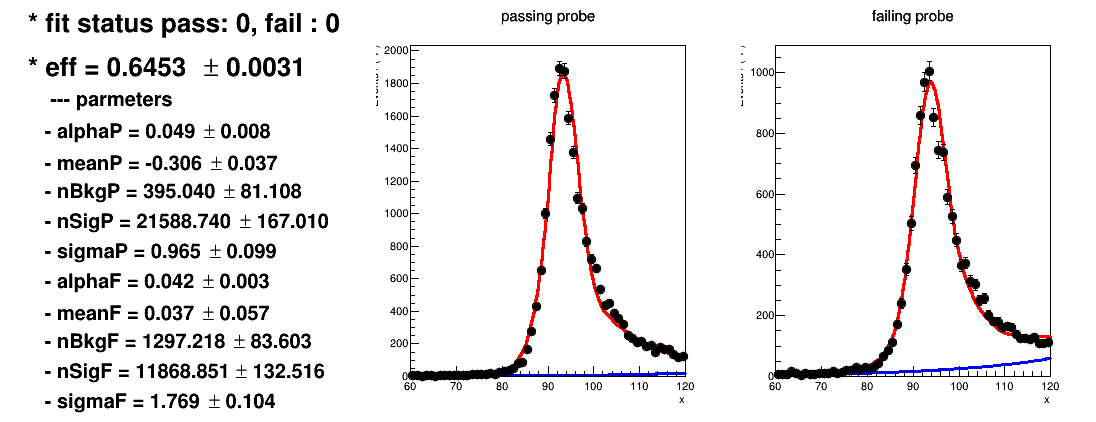 * fit status pass: 0, fail : 0
* eff = 0.6453 ± 0.0031
--- parmeters
- alphaP = 0.049 ± 0.008
- meanP = -0.306 ± 0.037
- nBkgP = 395.040 ± 81.108
- nSigP = 21588.740 ± 167.010
- sigmaP = 0.965 ± 0.099
- alphaF = 0.042 ± 0.003
- meanF = 0.037 ± 0.057
- nBkgF = 1297.218 ± 83.603
- nSigF = 11868.851 ± 132.516
- sigmaF = 1.769 ± 0.104
passing probe
2000
1800
1600
1400
1200
1000
800
600
400
200
0
60 70 80 90 100 110 120
x
failing probe
1000
800
600
400
200
0
60 70 80 90 100 110 120
x